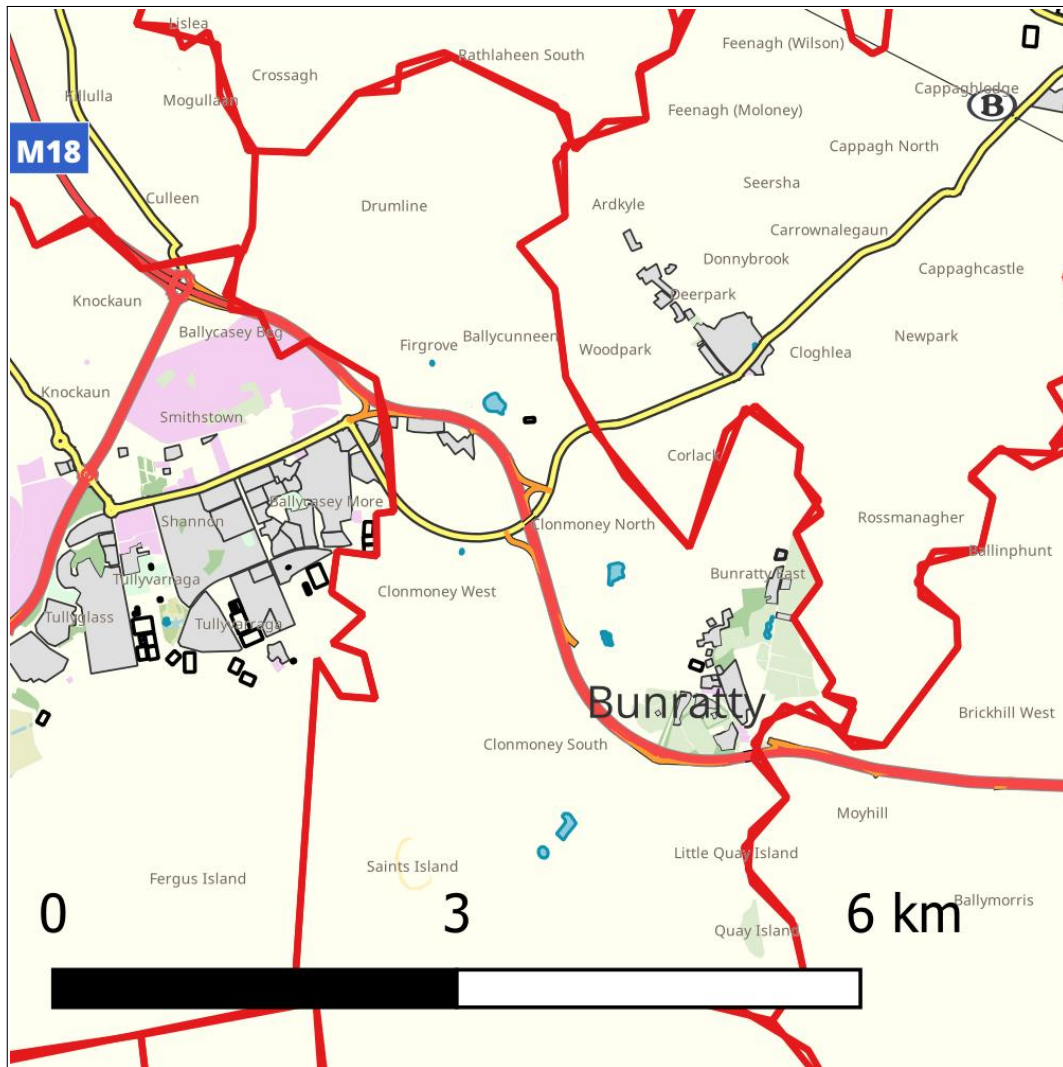 Lislea
Feenagh (Wilson)
Rathlaheen South
Crossagh
Killulla
Mogullaan
Cappaghlodge
B
Feenagh (Moloney)
M18
Cappagh North
Seersha
Culleen
Ardkyle
Drumline
Carrownalegaun
Donnybrook
Cappaghcastle
Deerpark
Knockaun
Ballycasey Beg
Ballycunneen
Newpark
Firgrove
Woodpark
Cloghlea
Knockaun
Smithstown
Corlack
Ballycasey More
Rossmanagher
Shannon
Clonmoney North
Ballinphunt
Bunratty East
Tullyvarraga
Clonmoney West
Tullyglass
Tullyvarraga
Bunratty
Brickhill West
Clonmoney South
Moyhill
Little Quay Island
Saints Island
Fergus Island
Ballymorris
0 3 6 km
Quay Island